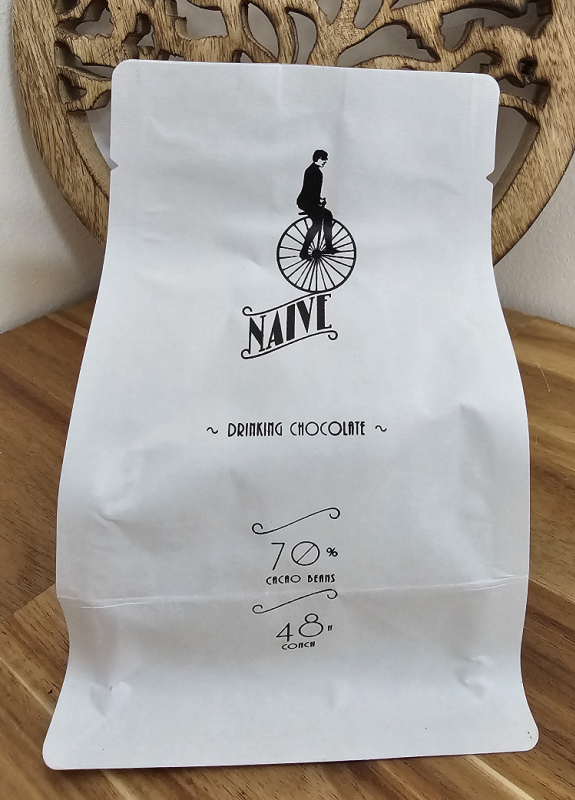 NAIVE
~ DRINKING CHOCOLATE ~
70%
CACAO BEANS
48H
CONCH